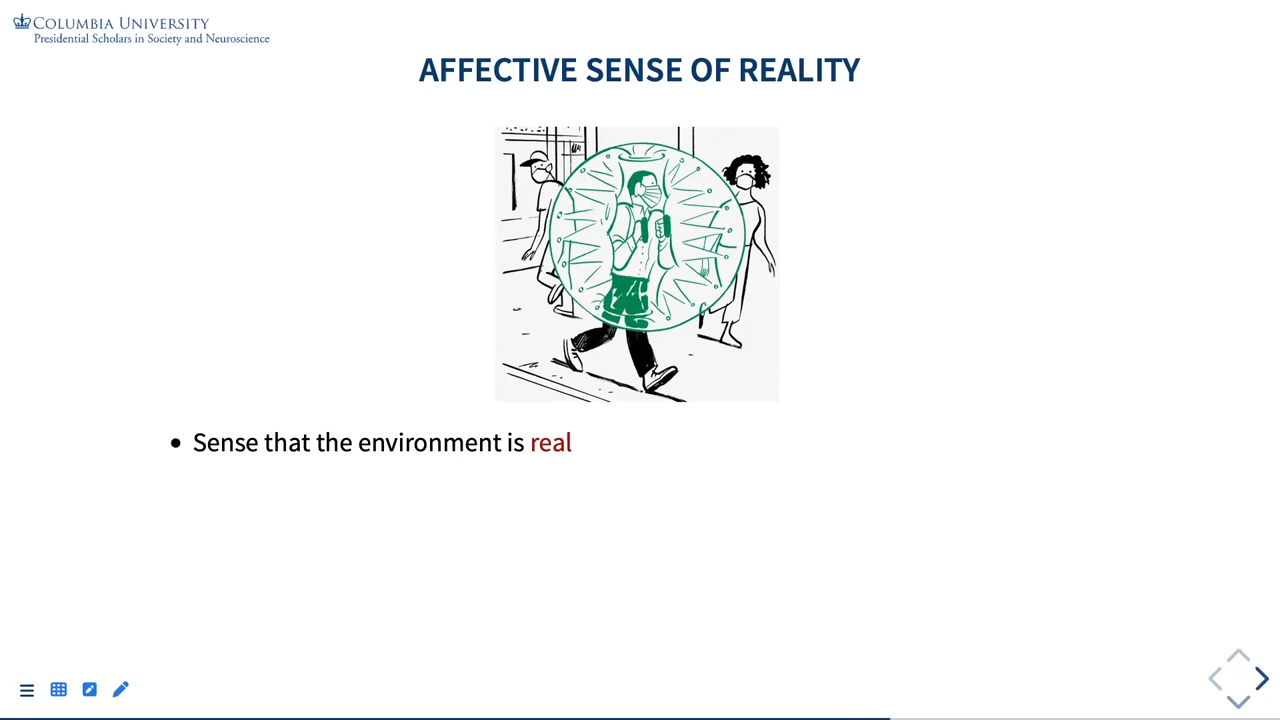 COLUMBIA UNIVERSITY
Presidential Scholars in Society and Neuroscience
AFFECTIVE SENSE OF REALITY
• Sense that the environment is real